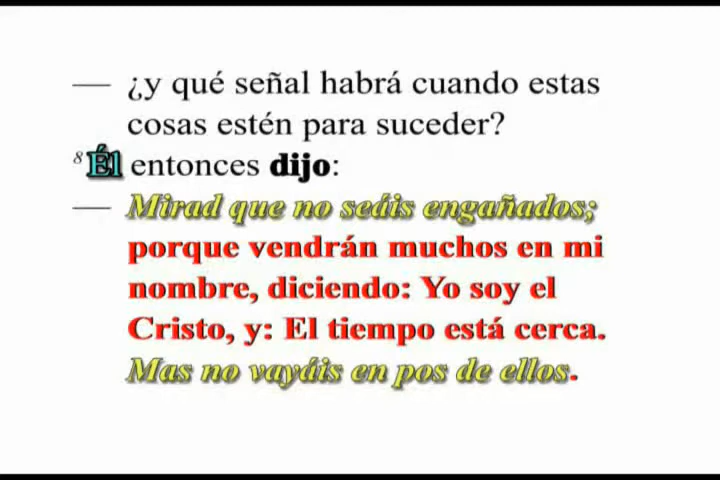 — ¿y qué señal habrá cuando estas
cosas estén para suceder?
8 Él entonces dijo:
— Mirad que no seáis engañados;
porque vendrán muchos en mi
nombre, diciendo: Yo soy el
Cristo, y: El tiempo está cerca.
Mas no vayáis en pos de ellos.